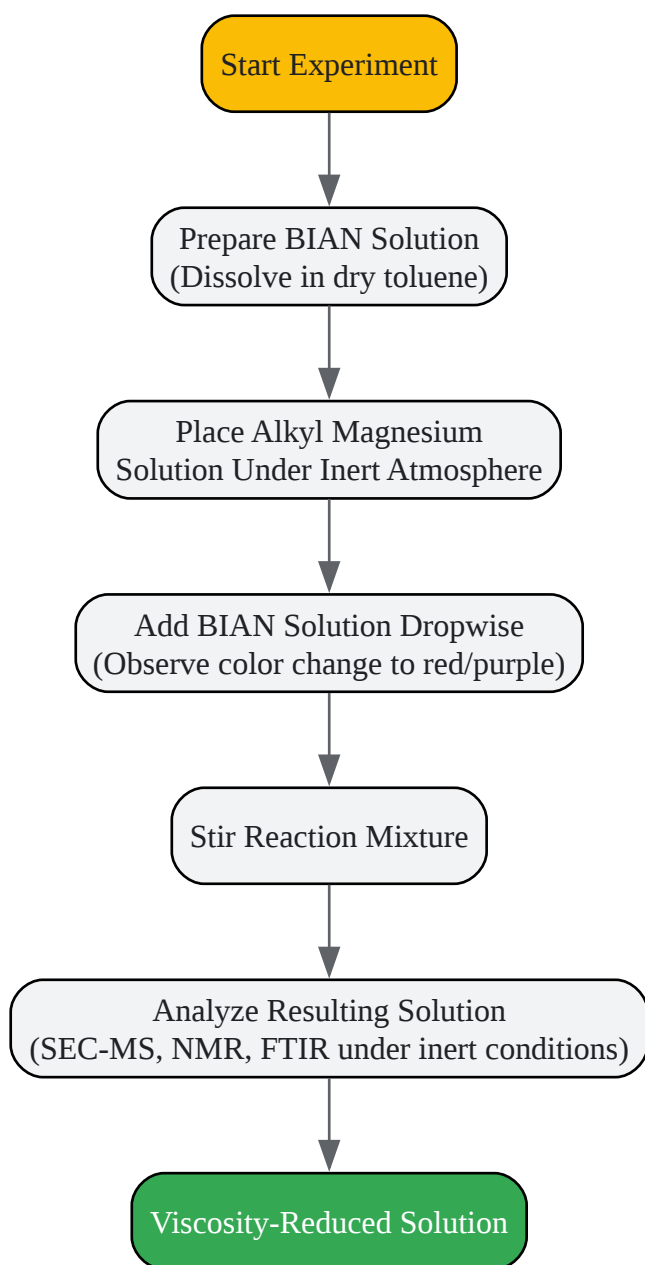 Start Experiment
Prepare BIAN Solution
(Dissolve in dry toluene)
Place Alkyl Magnesium
Solution Under Inert Atmosphere
Add BIAN Solution Dropwise
(Observe color change to red/purple)
Stir Reaction Mixture
Analyze Resulting Solution
(SEC-MS, NMR, FTIR under inert conditions)
Viscosity-Reduced Solution